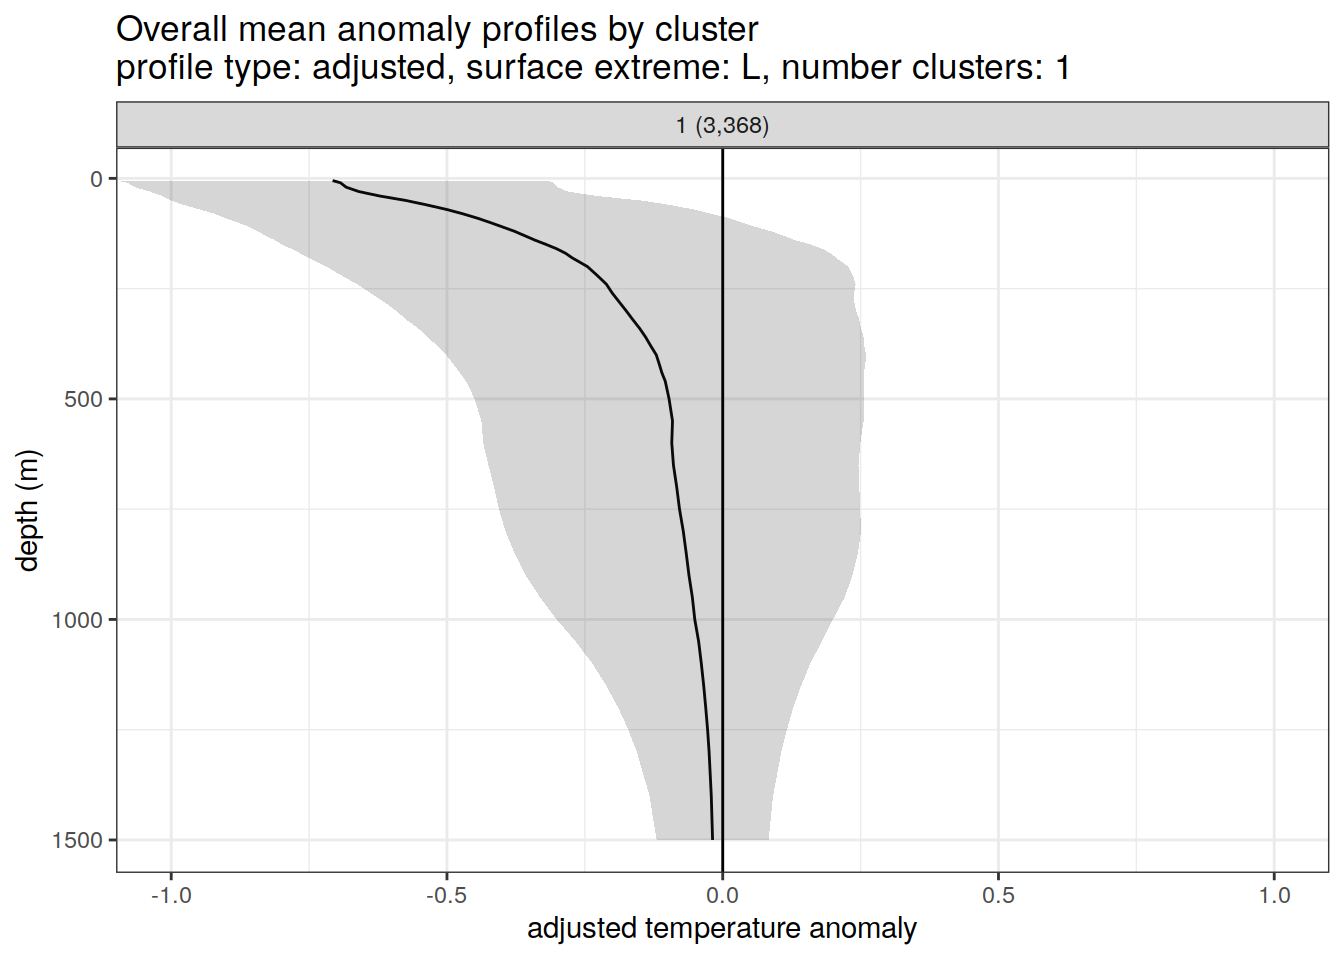 Overall mean anomaly profiles by cluster
profile type: adjusted, surface extreme: L, number clusters: 1
1 (3,368)
0
500
1000
1500
depth (m)
-1.0
-0.5
0.0
0.5
1.0
adjusted temperature anomaly